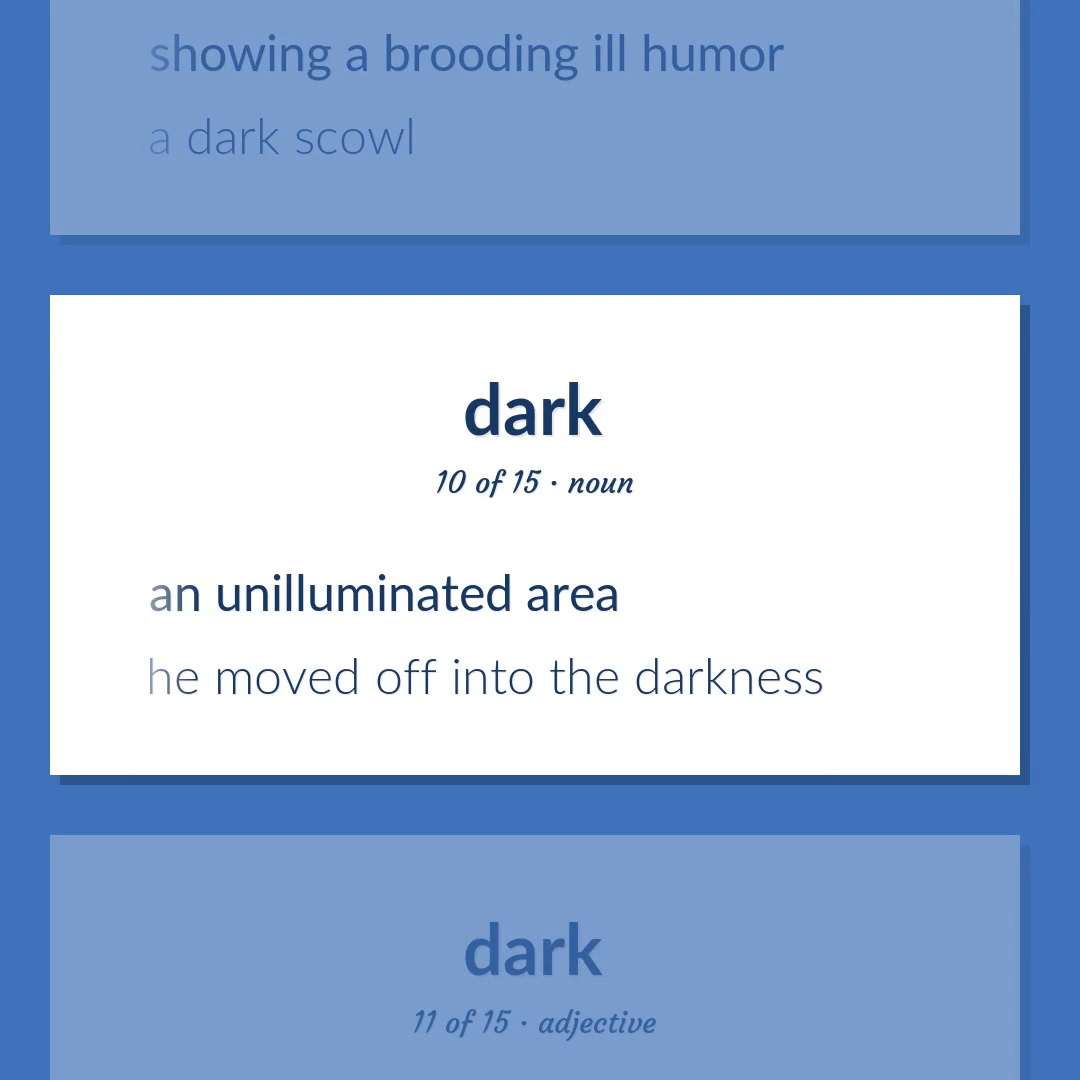 showing a brooding ill humor
a dark scowl
dark
10 of 15 · noun
an unilluminated area
he moved off into the darkness
dark
11 of 15 · adjective